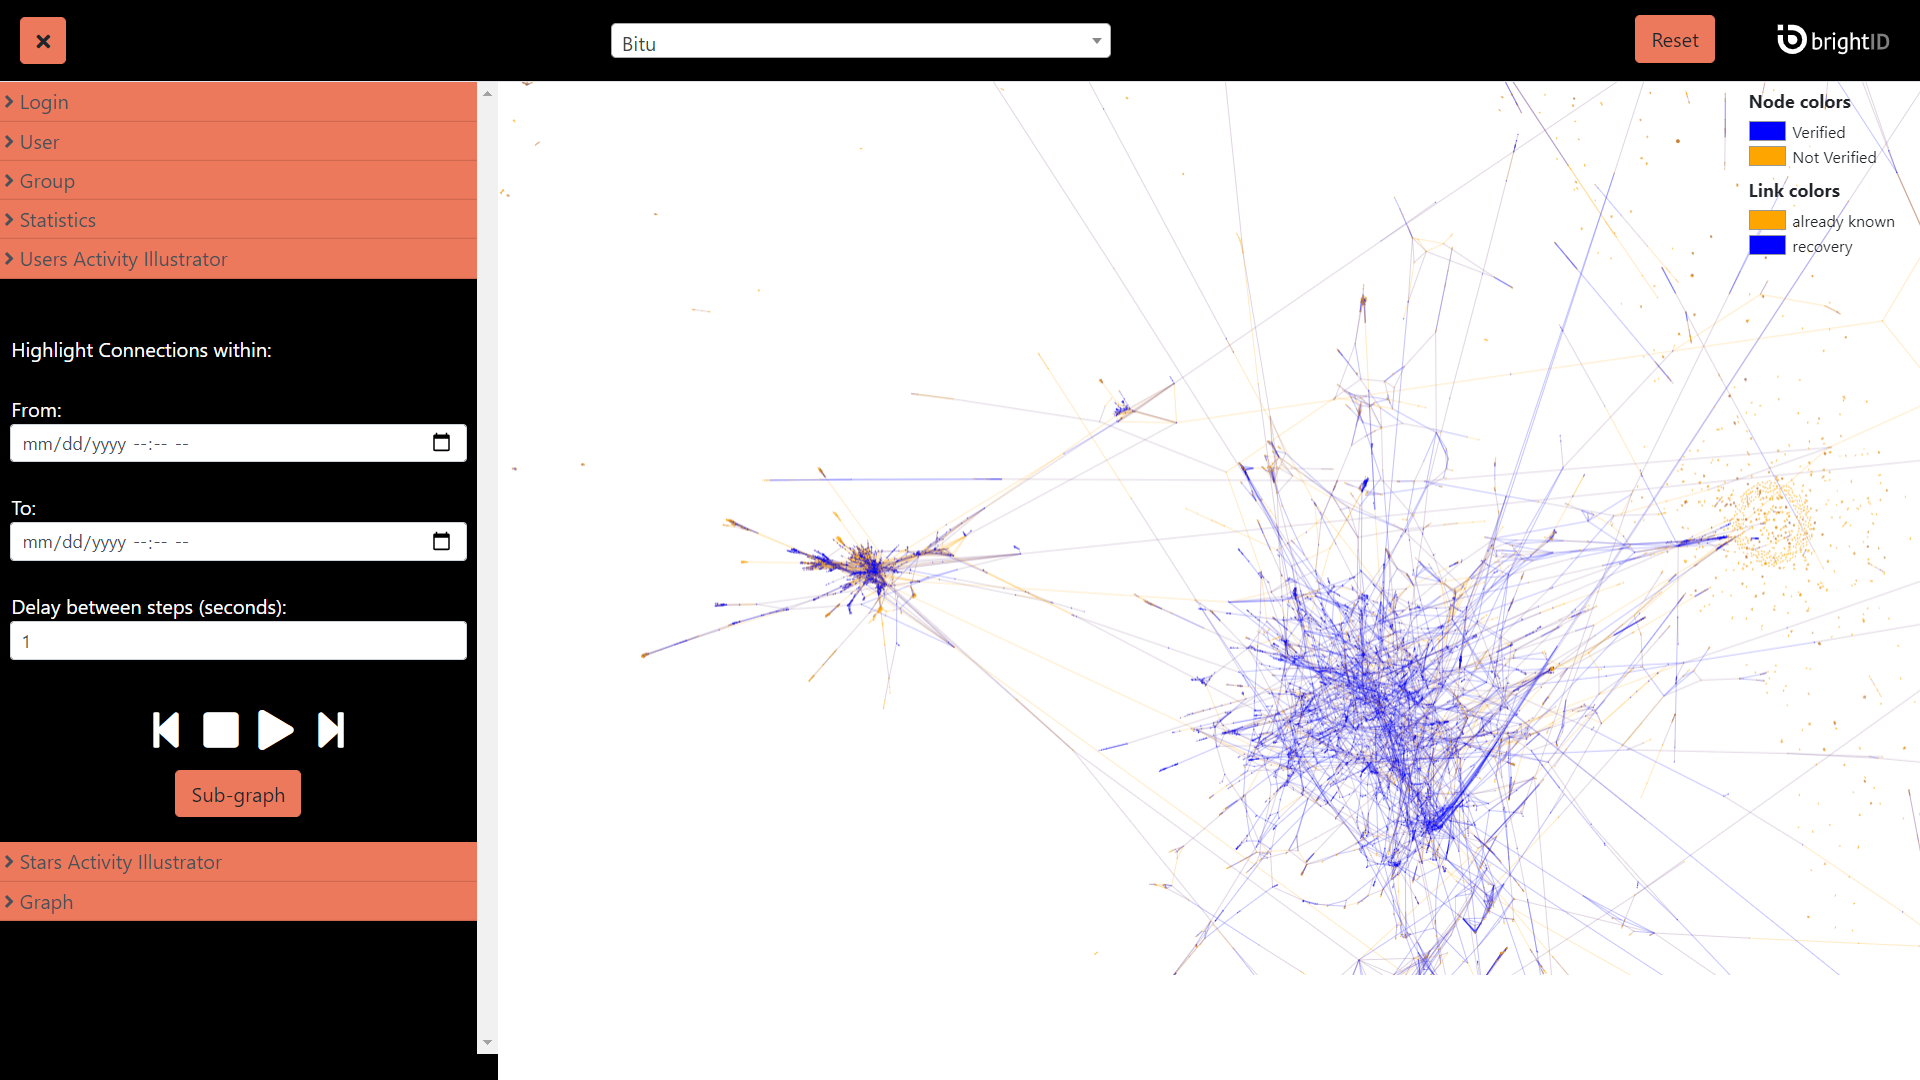 Bitu
Reset
brightID
Login
User
Group
Statistics
Users Activity Illustrator
Highlight Connections within:
From:
mm/dd/yyyy --:-- --
To:
mm/dd/yyyy --:-- --
Delay between steps (seconds):
1
Sub-graph
Stars Activity Illustrator
Graph
Node colors
Verified
Not Verified
Link colors
already known
recovery